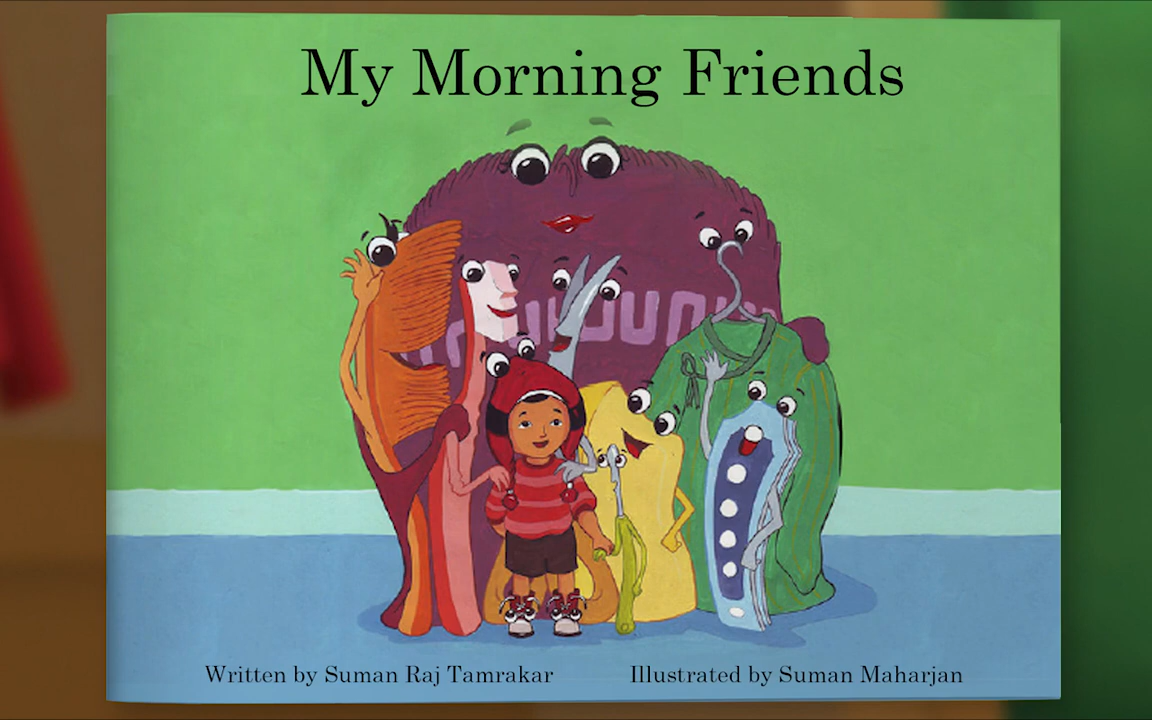 My Morning Friends
Written by Suman Raj Tamrakar
Illustrated by Suman Maharjan